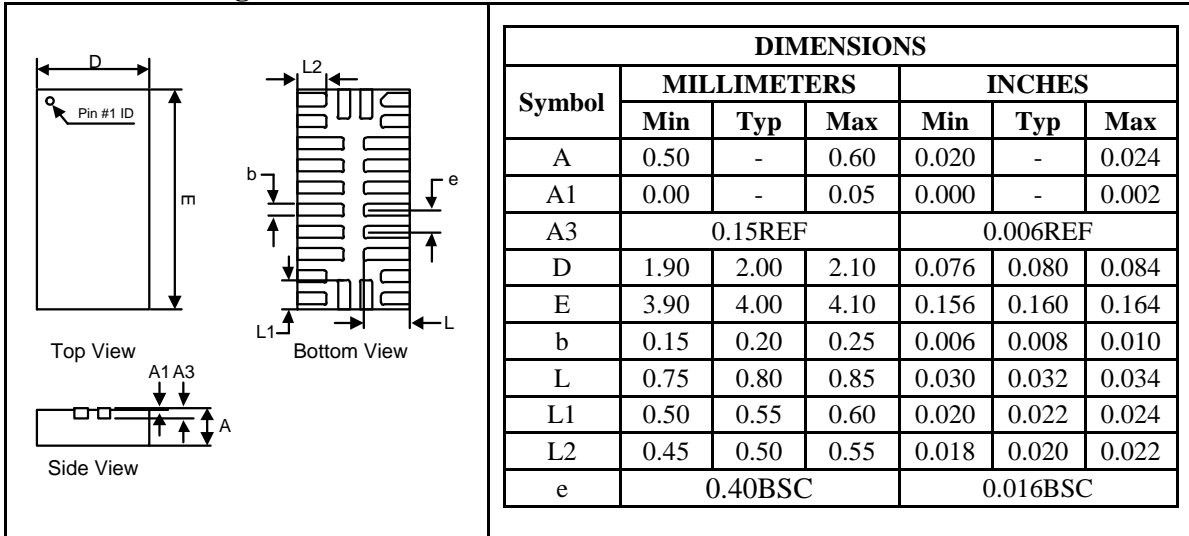 D
Pin #1 ID
E
Top View
A1 A3
A
Side View
L2
b
e
L1
L
Bottom View
DIMENSIONS
Symbol MILLIMETERS INCHES
Min Typ Max Min Typ Max
A 0.50 - 0.60 0.020 - 0.024
A1 0.00 - 0.05 0.000 - 0.002
A3 0.15REF 0.006REF
D 1.90 2.00 2.10 0.076 0.080 0.084
E 3.90 4.00 4.10 0.156 0.160 0.164
b 0.15 0.20 0.25 0.006 0.008 0.010
L 0.75 0.80 0.85 0.030 0.032 0.034
L1 0.50 0.55 0.60 0.020 0.022 0.024
L2 0.45 0.50 0.55 0.018 0.020 0.022
e 0.40BSC 0.016BSC